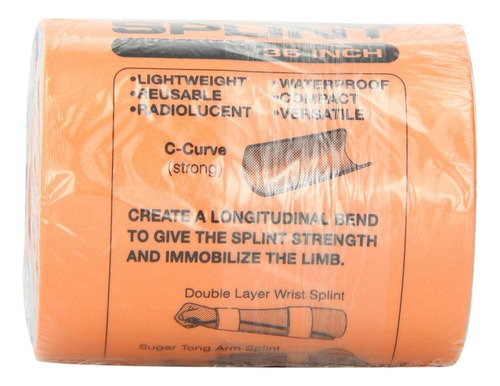 SPLINT
36-INCH
•LIGHTWEIGHT •WATERPROOF
•REUSABLE •COMPACT
•RADIOLUCENT •VERSATILE
C-Curve
(strong)
CREATE A LONGITUDINAL BEND
TO GIVE THE SPLINT STRENGTH
AND IMMOBILIZE THE LIMB.
Double Layer Wrist Splint
Sugar Tong Arm Splint